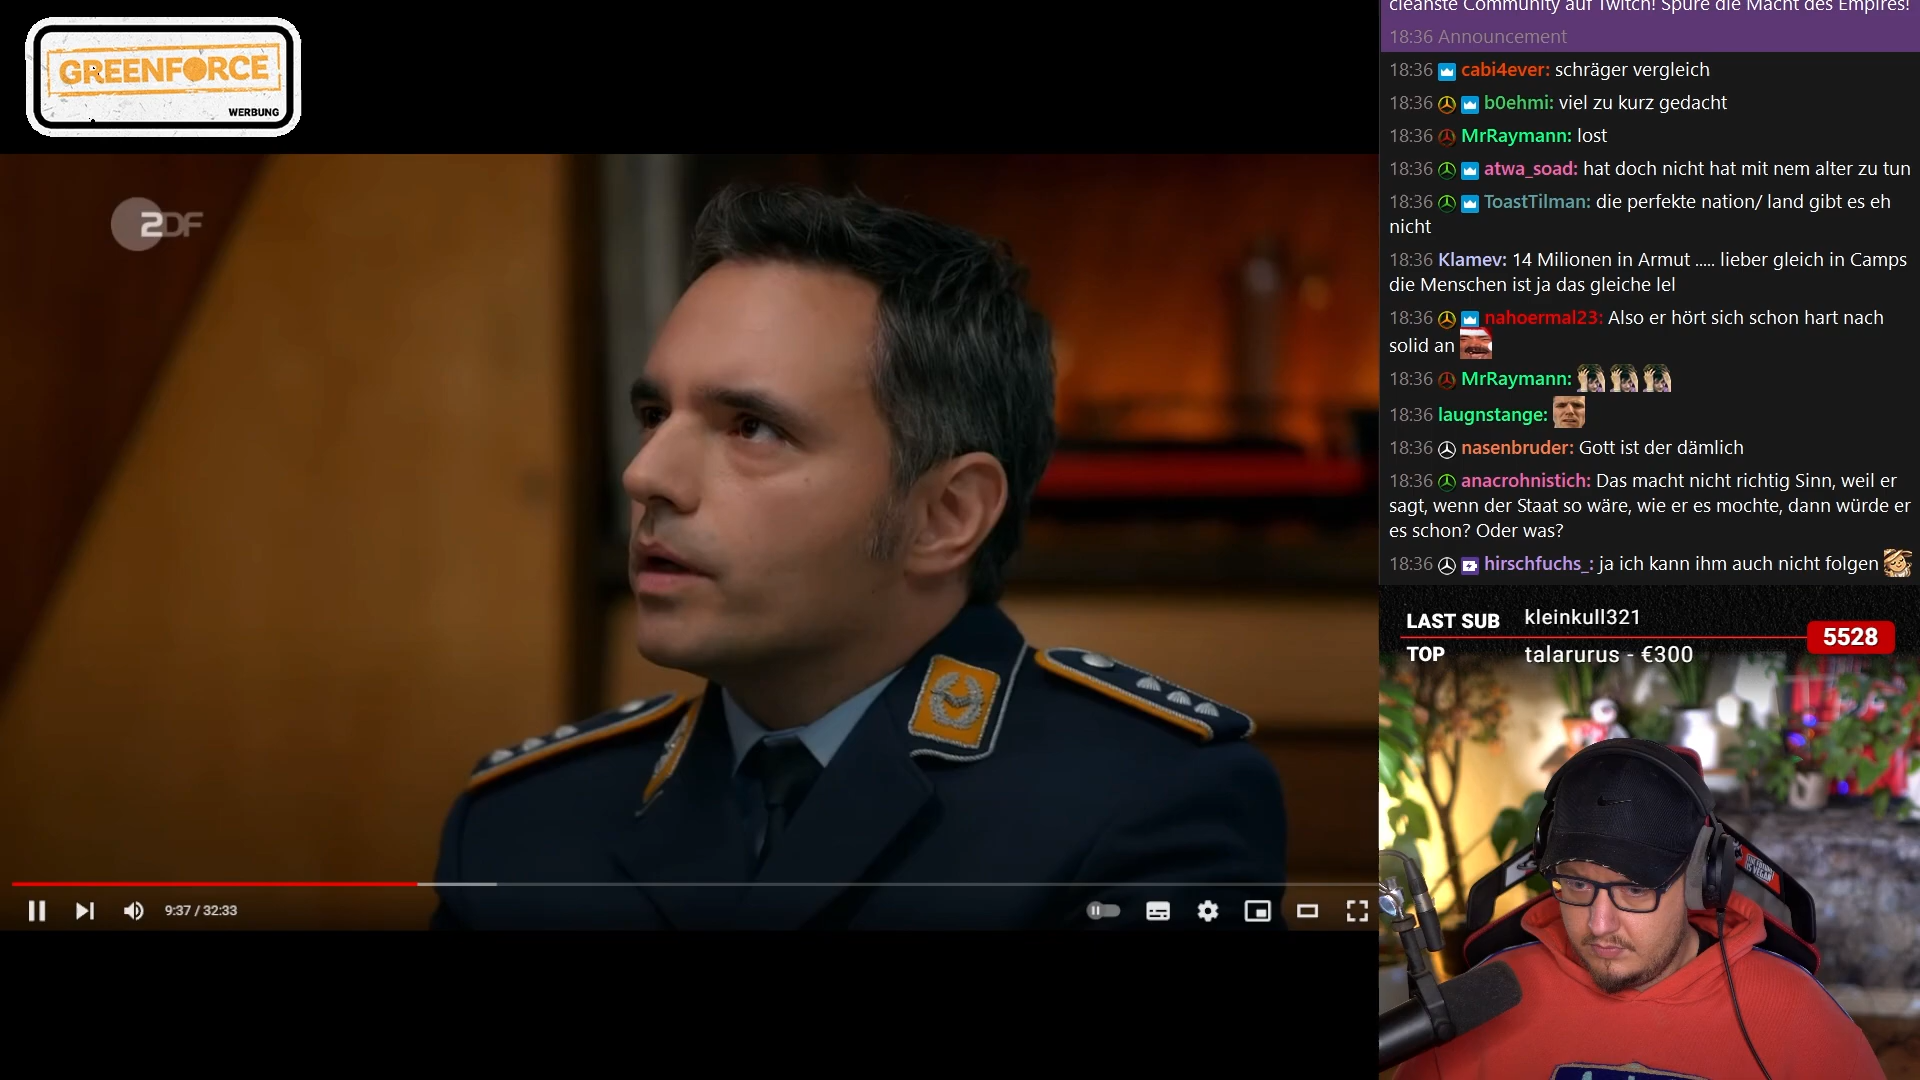 GREENFORCE
WERBUNG
ZDF
9:37 / 32:33
cleanste Community auf Twitch! Spüre die Macht des Empires!
18:36 Announcement
18:36 cabi4ever: schräger vergleich
18:36 b0ehmi: viel zu kurz gedacht
18:36 MrRaymann: lost
18:36 atwa_soad: hat doch nicht hat mit nem alter zu tun
18:36 ToastTilman: die perfekte nation/ land gibt es eh
nicht
18:36 Klamev: 14 Milionen in Armut ..... lieber gleich in Camps
die Menschen ist ja das gleiche lel
18:36 nahoermal23: Also er hört sich schon hart nach
solid an
18:36 MrRaymann:
18:36 laugnstange:
18:36 nasenbruder: Gott ist der dämlich
18:36 anacrohnistich: Das macht nicht richtig Sinn, weil er
sagt, wenn der Staat so wäre, wie er es mochte, dann würde er
es schon? Oder was?
18:36 hirschfuchs_: ja ich kann ihm auch nicht folgen
LAST SUB kleinkull321
5528
TOP talarurus - €300